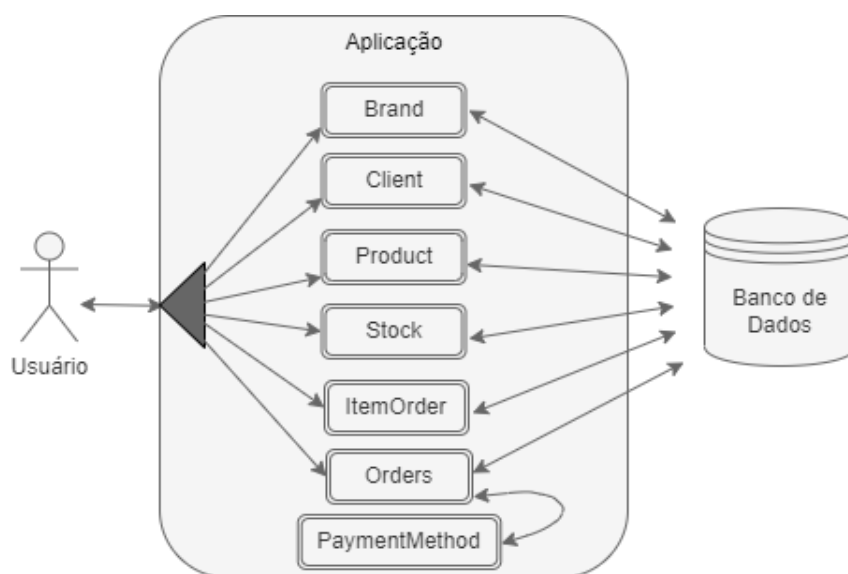 Aplicação
Brand
Client
Product
Stock
ItemOrder
Orders
PaymentMethod
Usuário
Banco de
Dados